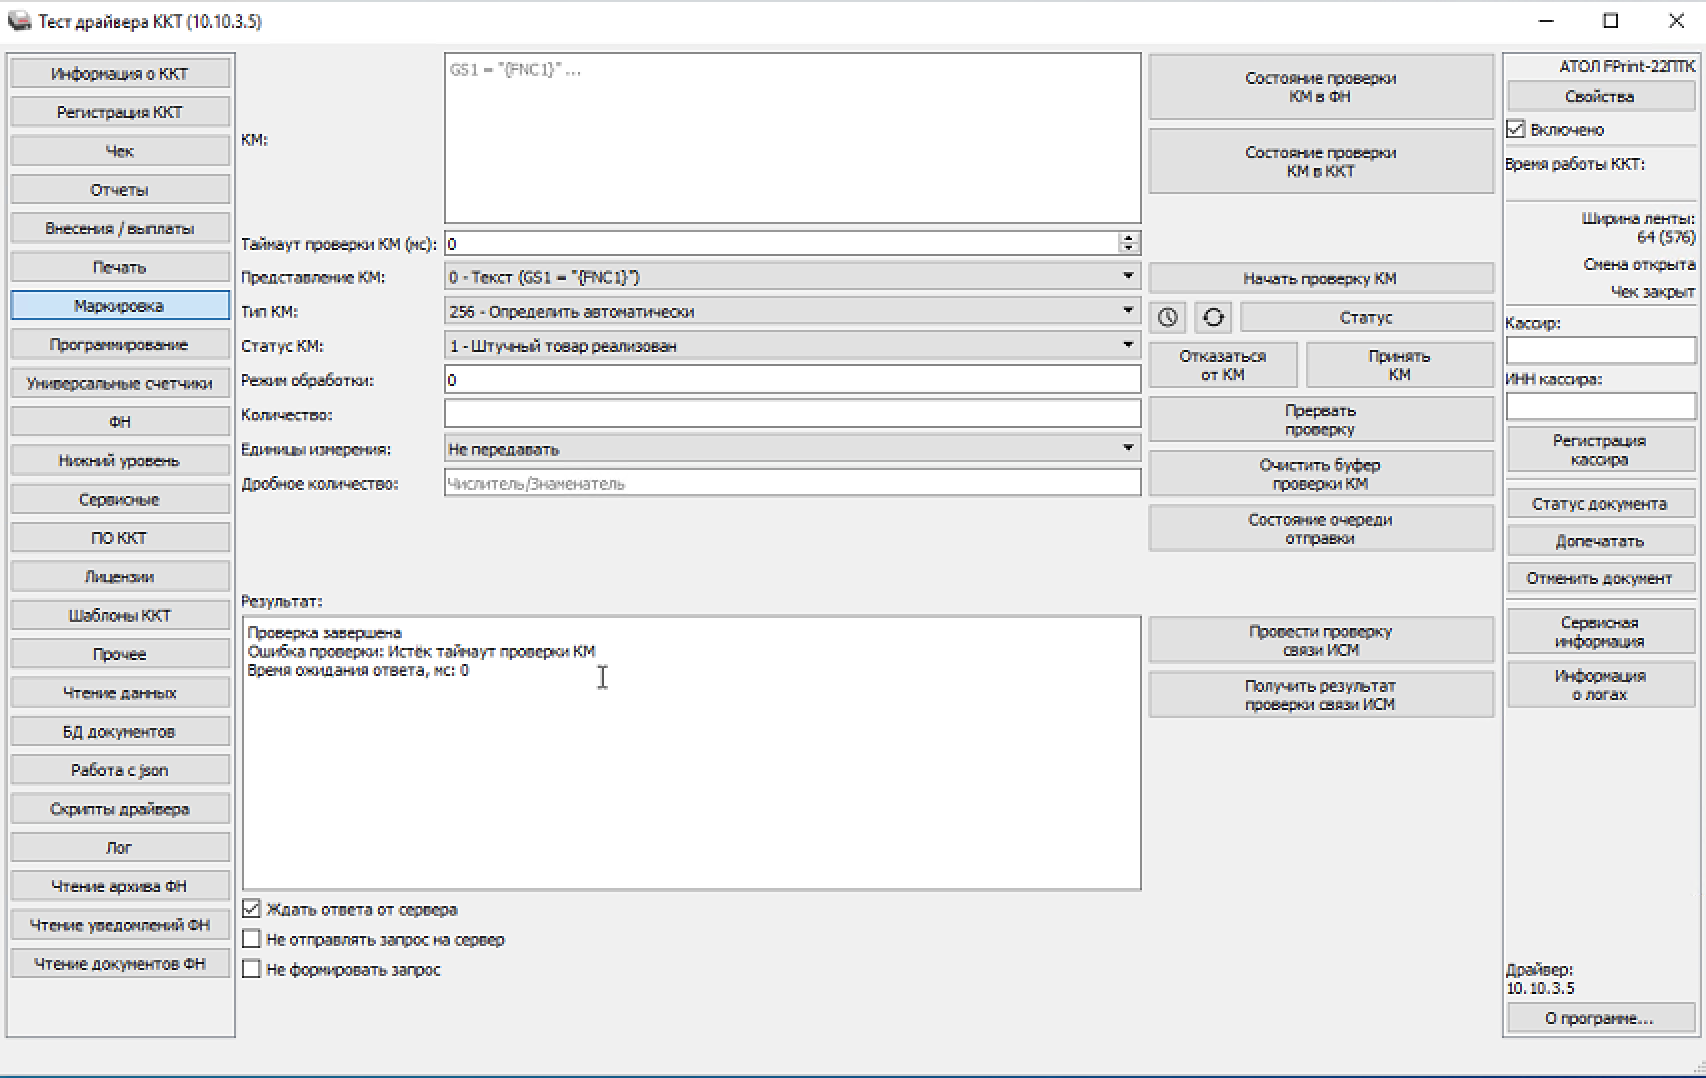 Тест драйвера ККТ (10.10.3.5)
Информация о ККТ
Регистрация ККТ
Чек
Отчеты
Внесения / выплаты
Печать
Маркировка
Программирование
Универсальные счетчики
ФН
Нижний уровень
Сервисные
ПО ККТ
Лицензии
Шаблоны ККТ
Прочее
Чтение данных
БД документов
Работа с json
Скрипты драйвера
Лог
Чтение архива ФН
Чтение уведомлений ФН
Чтение документов ФН
КМ:
GS1 = "{FNC1}" ...
Таймаут проверки КМ (мс):
0
Представление КМ:
0 - Текст (GS1 = "{FNC1}")
Тип КМ:
256 - Определить автоматически
Статус КМ:
1 - Штучный товар реализован
Режим обработки:
0
Количество:
Единицы измерения:
Не передавать
Дробное количество:
Числитель/Знаменатель
Результат:
Проверка завершена
Ошибка проверки: Истёк таймаут проверки КМ
Время ожидания ответа, мс: 0
Ждать ответа от сервера
Не отправлять запрос на сервер
Не формировать запрос
Состояние проверки
КМ в ФН
Состояние проверки
КМ в ККТ
Начать проверку КМ
Статус
Отказаться
от КМ
Принять
КМ
Прервать
проверку
Очистить буфер
проверки КМ
Состояние очереди
отправки
Провести проверку
связи ИСМ
Получить результат
проверки связи ИСМ
АТОЛ FPrint-22ПТК
Свойства
Включено
Время работы ККТ:
Ширина ленты:
64 (576)
Смена открыта
Чек закрыт
Кассир:
ИНН кассира:
Регистрация
кассира
Статус документа
Допечатать
Отменить документ
Сервисная
информация
Информация
о логах
Драйвер:
10.10.3.5
О программе...